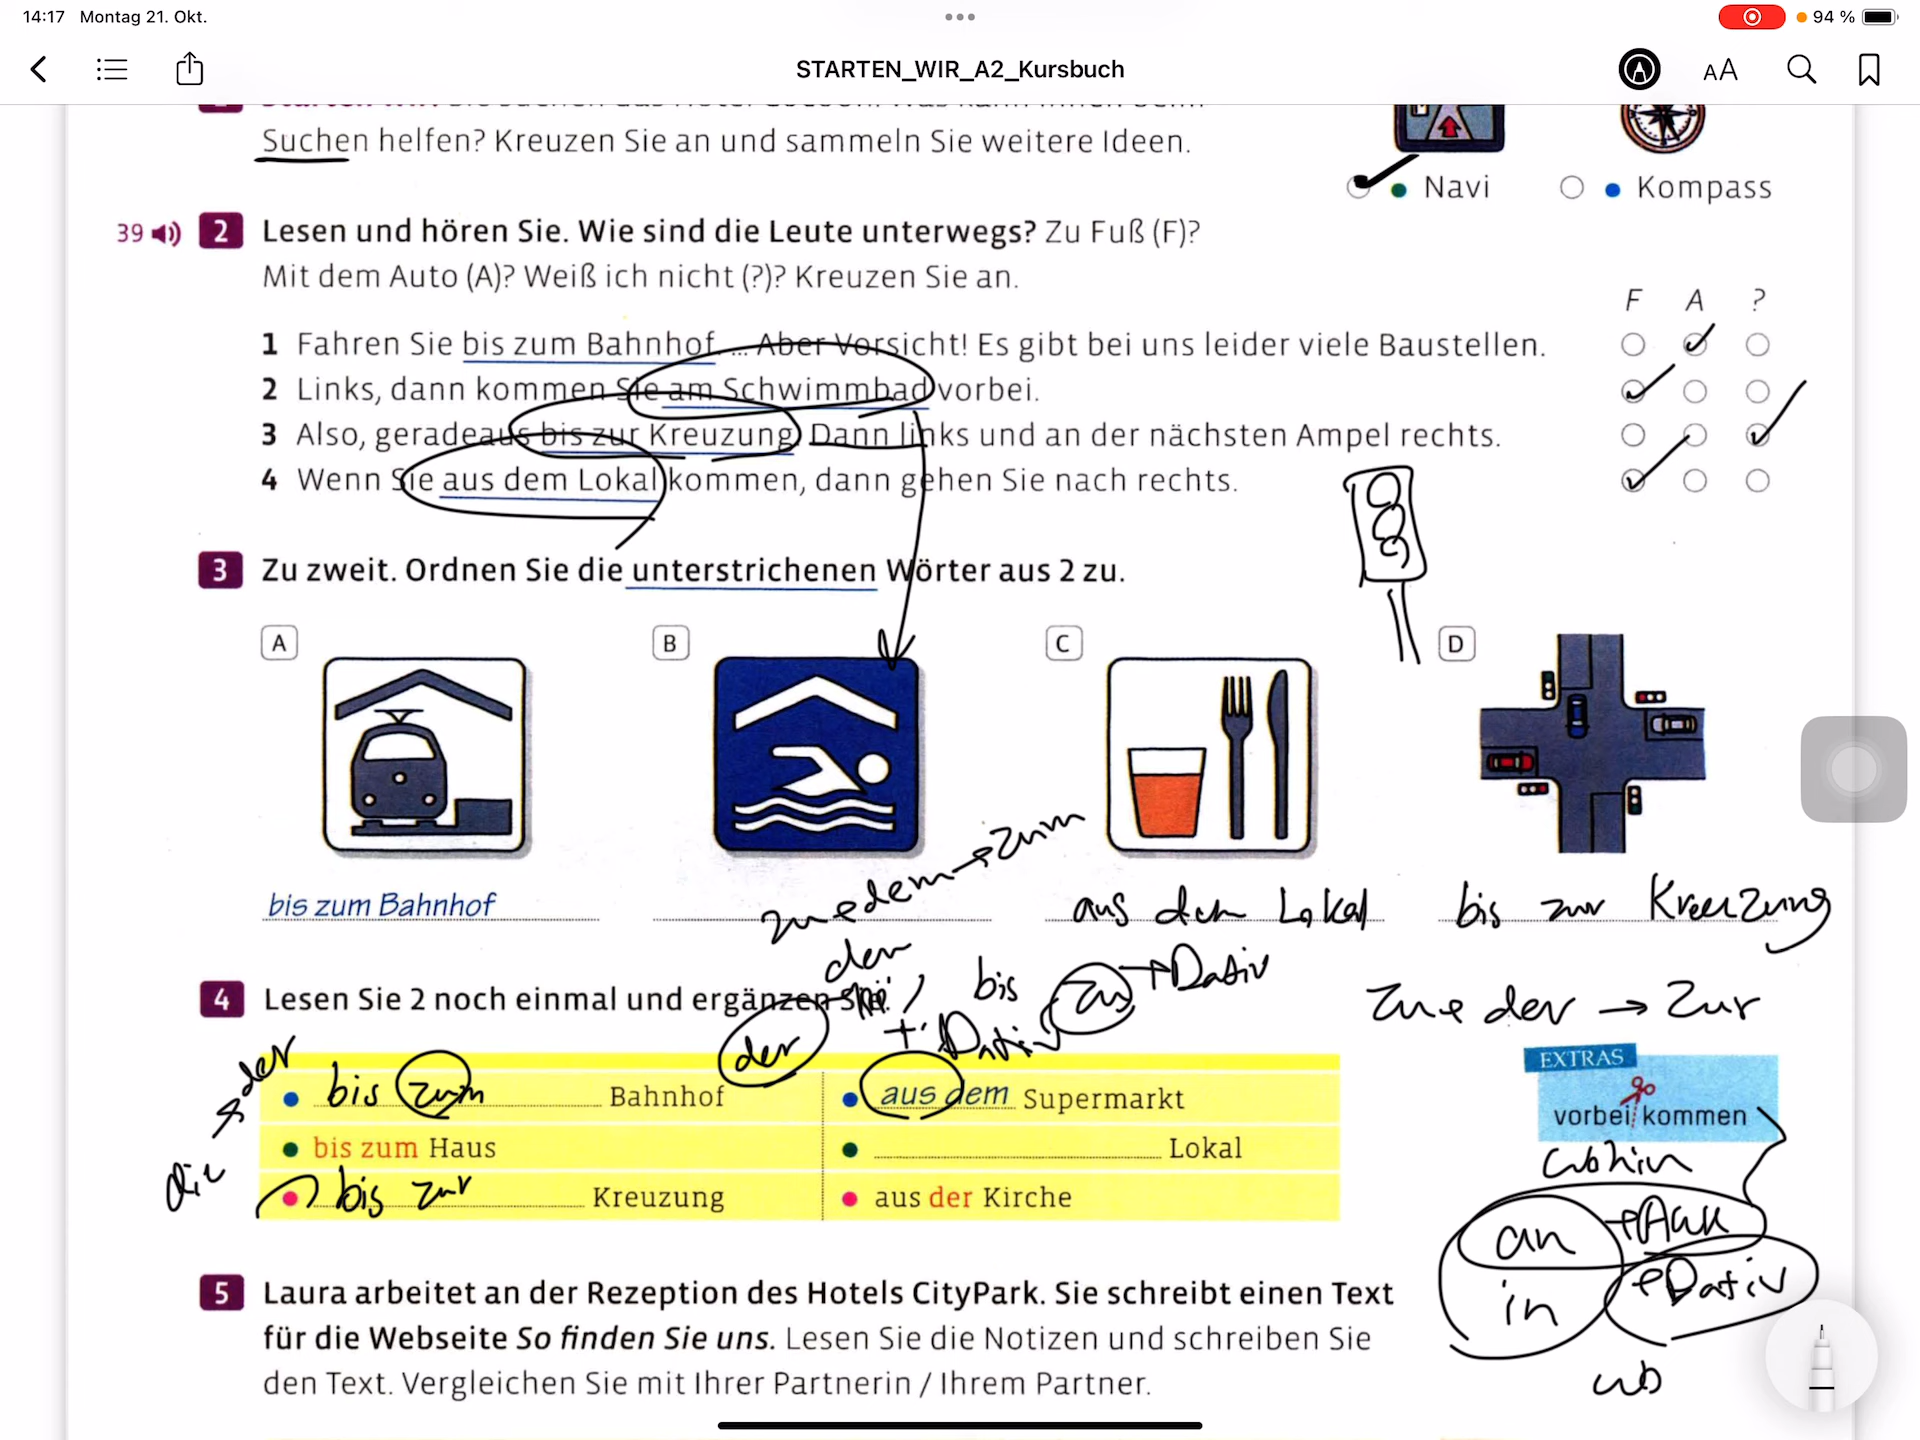 14:17 Montag 21. Okt.
94 %
STARTEN_WIR_A2_Kursbuch
AA
Suchen helfen? Kreuzen Sie an und sammeln Sie weitere Ideen.
Navi
Kompass
39
2 Lesen und hören Sie. Wie sind die Leute unterwegs? Zu Fuß (F)?
Mit dem Auto (A)? Weiß ich nicht (?)? Kreuzen Sie an.
F A ?
1 Fahren Sie bis zum Bahnhof. ... Aber Vorsicht! Es gibt bei uns leider viele Baustellen.
2 Links, dann kommen Sie am Schwimmbad vorbei.
3 Also, geradeaus bis zur Kreuzung. Dann links und an der nächsten Ampel rechts.
4 Wenn Sie aus dem Lokal kommen, dann gehen Sie nach rechts.
3 Zu zweit. Ordnen Sie die unterstrichenen Wörter aus 2 zu.
A B C D
zu dem → zum
bis zum Bahnhof
aus dem Lokal
bis zur Kreuzung
der
bis zu + Dativ
zu der → zur
4 Lesen Sie 2 noch einmal und ergänzen Sie.
+ Dativ
der
die → der
bis zum Bahnhof
aus dem Supermarkt
bis zum Haus
Lokal
bis zur Kreuzung
aus der Kirche
EXTRAS
vorbei kommen
wohin
an + Akk
in + Dativ
wo
5 Laura arbeitet an der Rezeption des Hotels CityPark. Sie schreibt einen Text
für die Webseite So finden Sie uns. Lesen Sie die Notizen und schreiben Sie
den Text. Vergleichen Sie mit Ihrer Partnerin / Ihrem Partner.